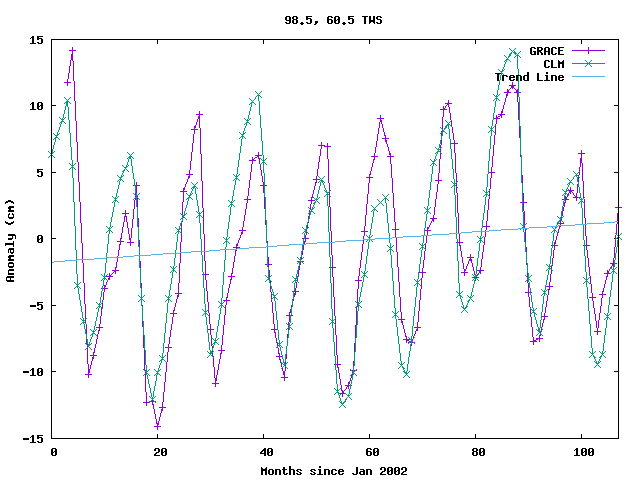 98.5, 60.5 TWS
GRACE
CLM
Trend Line
15
10
5
0
-5
-10
-15
Anomaly (cm)
0 20 40 60 80 100
Months since Jan 2002